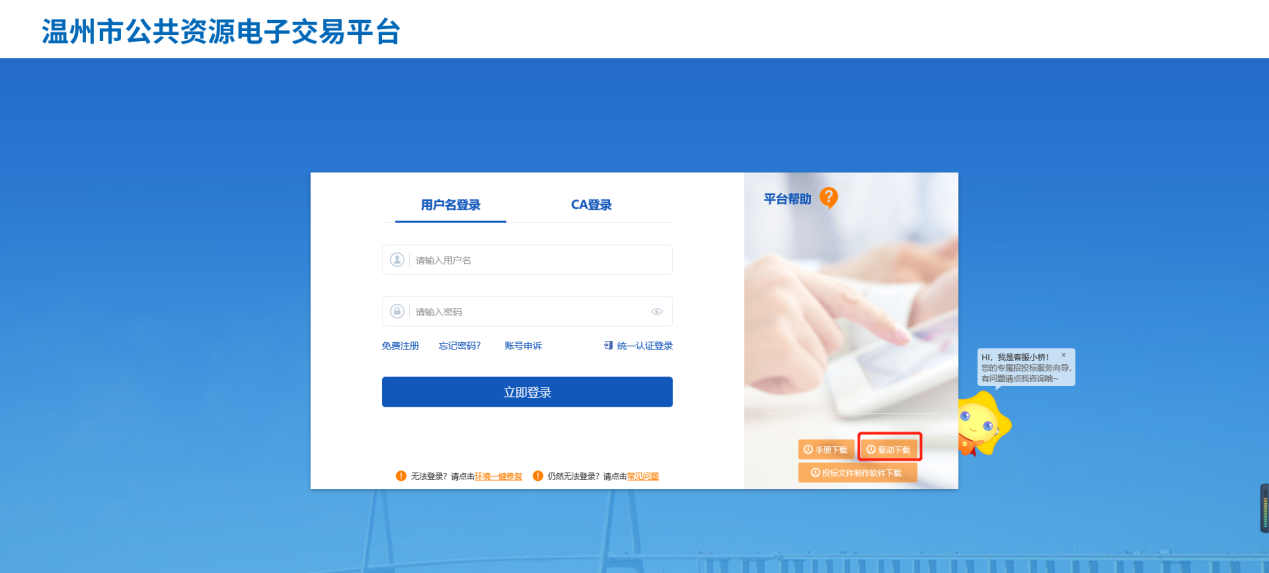 温州市公共资源电子交易平台
用户名登录 CA登录
请输入用户名
请输入密码
免费注册 忘记密码? 账号申诉 统一认证登录
立即登录
无法登录? 请点击环境一键修复 仍然无法登录? 请点击常见问题
平台帮助
手册下载 驱动下载
投标文件制作软件下载
HI, 我是客服小桥!
您的专属招投标服务向导,
有问题请点我咨询哦~